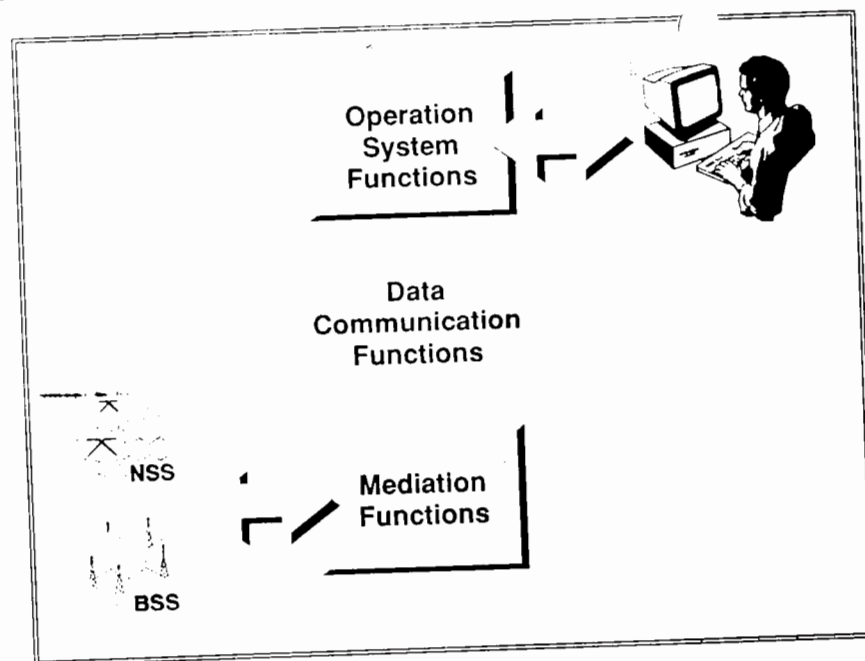 Operation
System
Functions
Data
Communication
Functions
NSS
Mediation
Functions
BSS